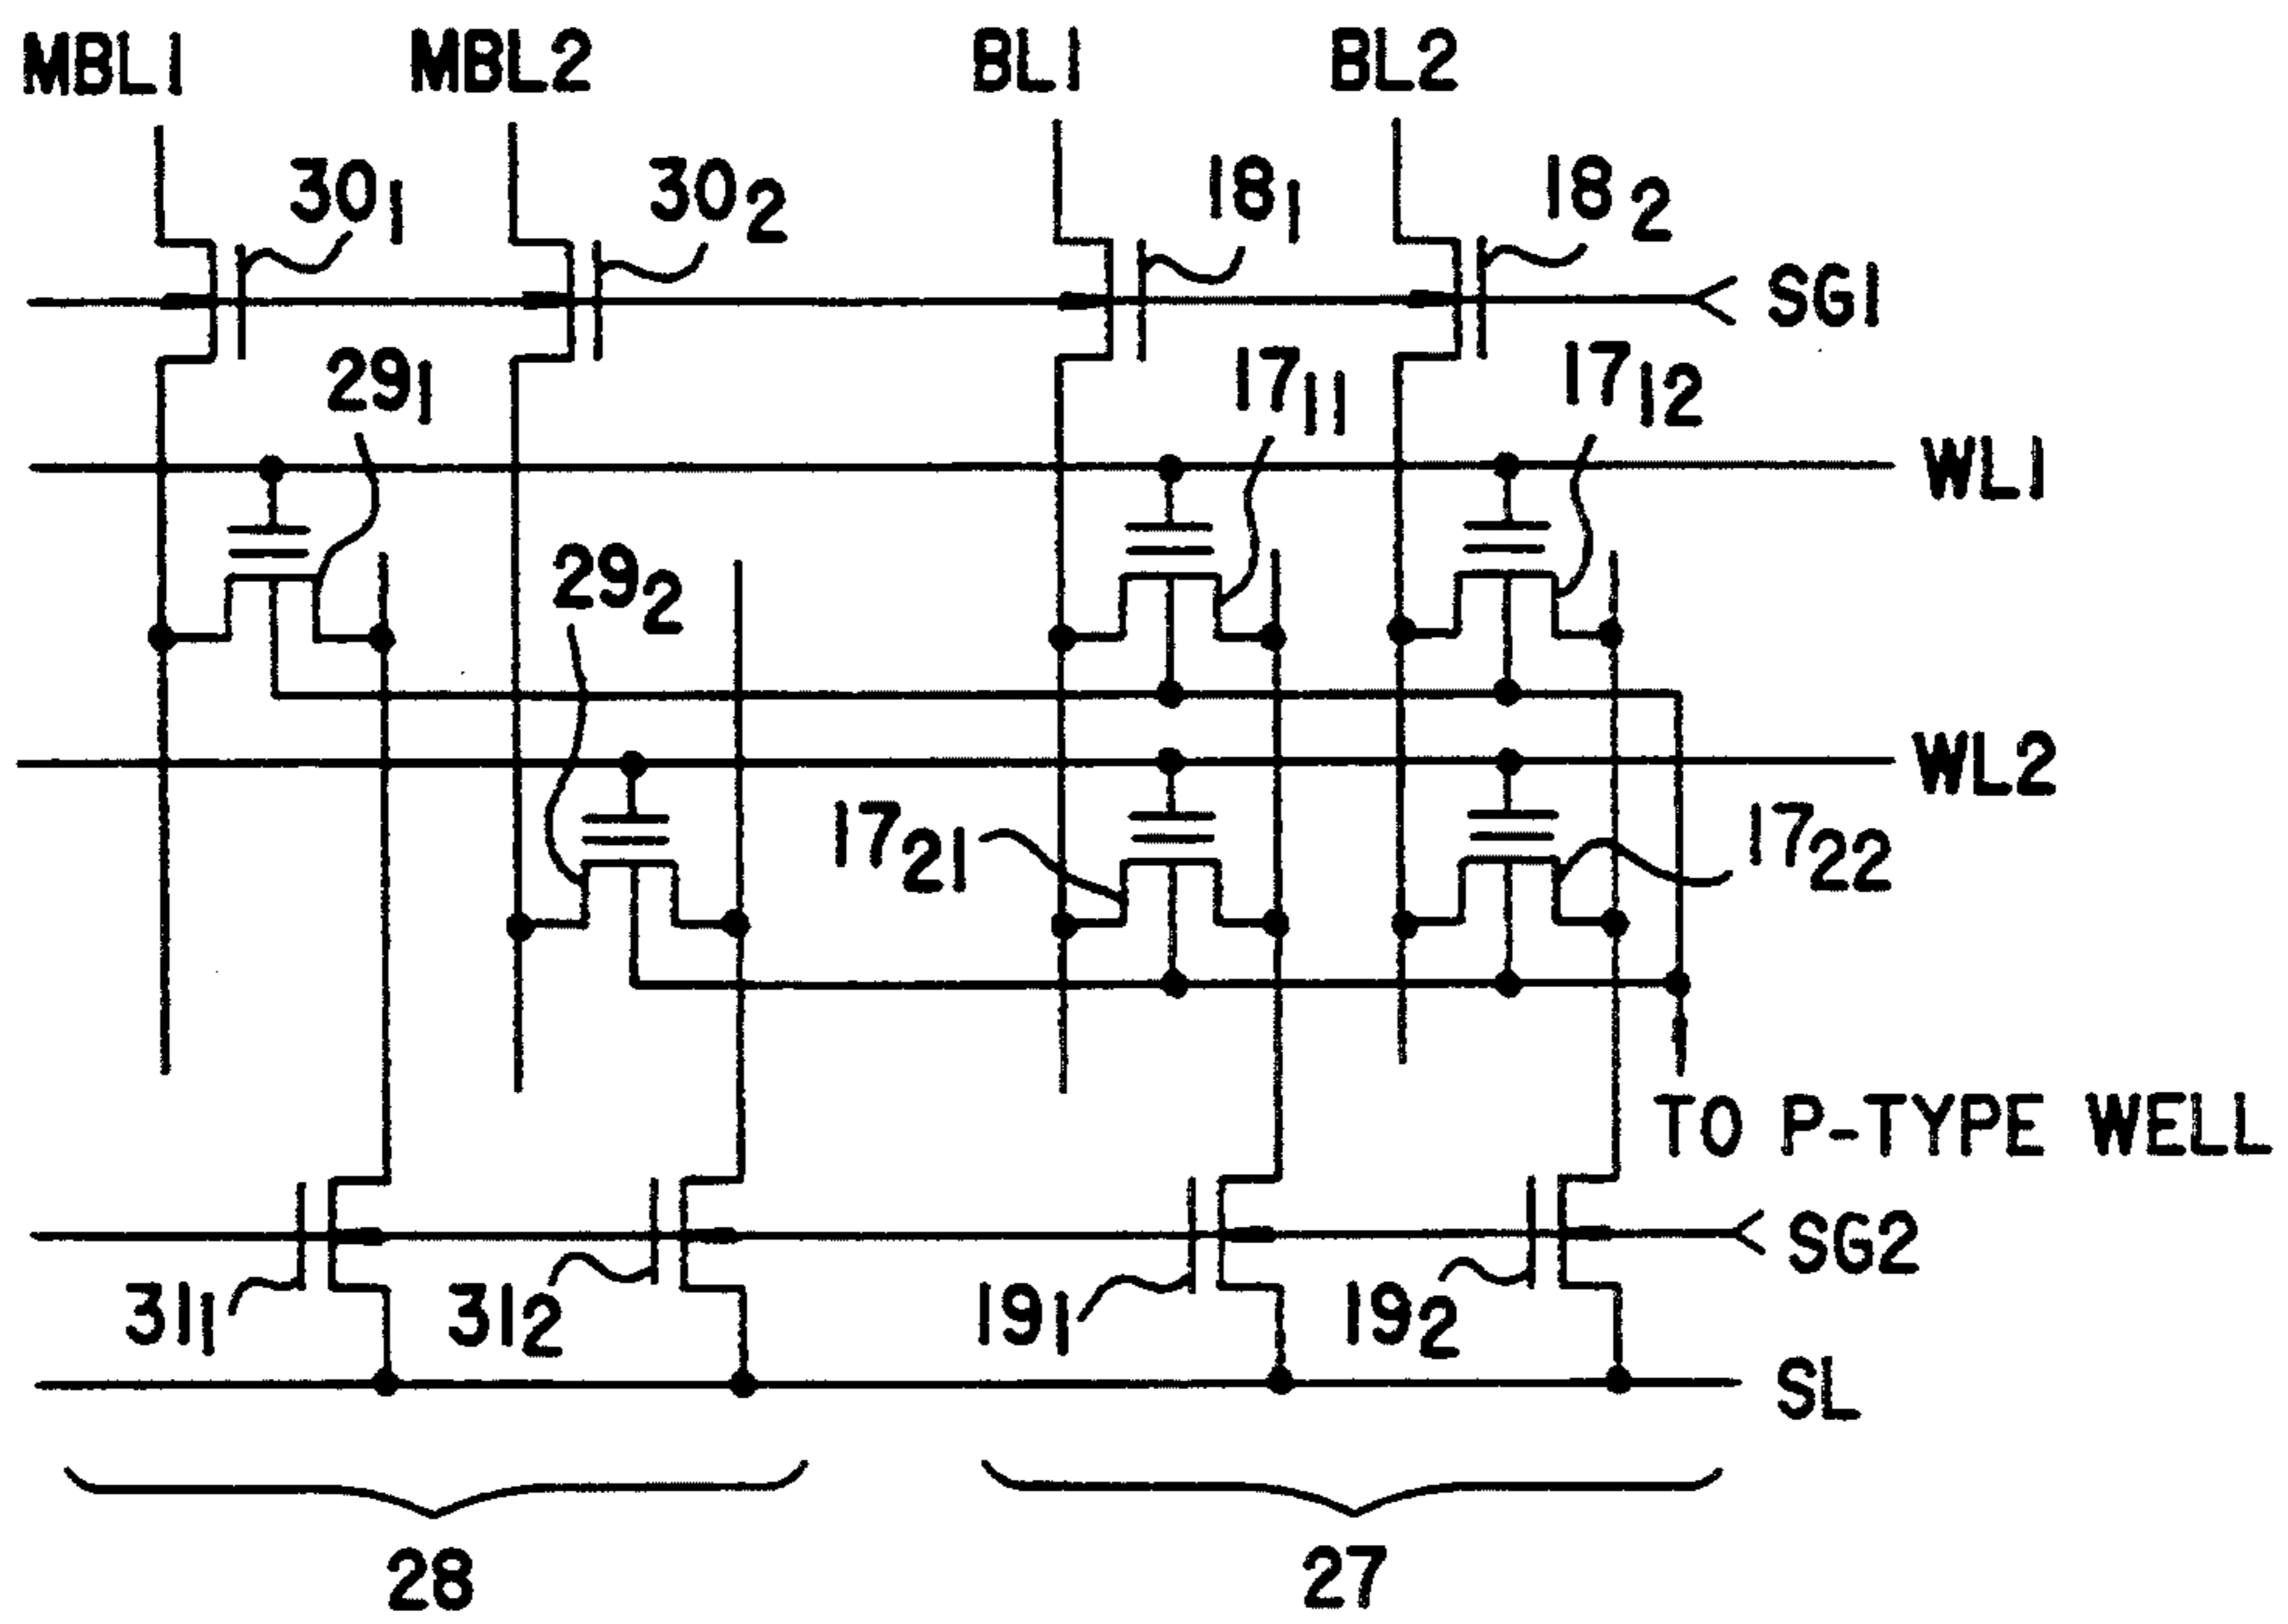 MBL1 MBL2 BL1 BL2
30₁ 30₂ 18₁ 18₂
SG1
29₁ 17₁₁ 17₁₂
WL1
29₂
WL2
17₂₁ 17₂₂
TO P-TYPE WELL
SG2
31₁ 31₂ 19₁ 19₂
SL
28 27